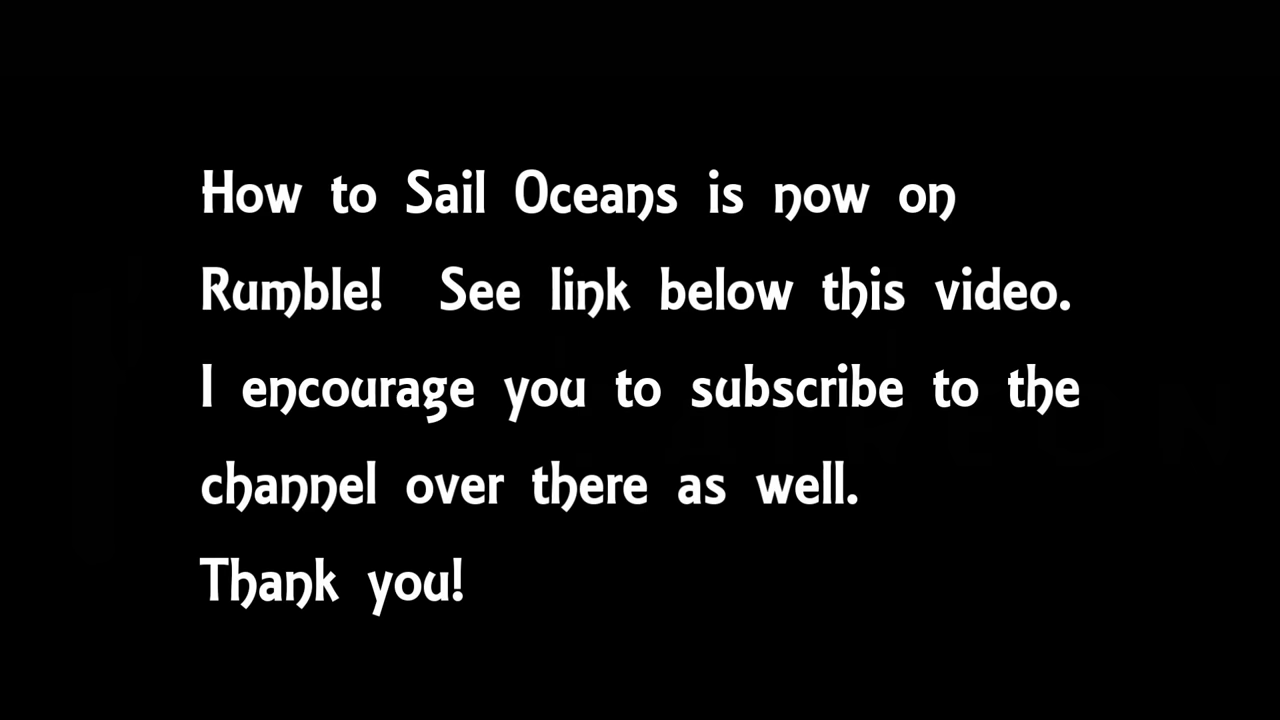 How to Sail Oceans is now on
Rumble! See link below this video.
I encourage you to subscribe to the
channel over there as well.
Thank you!